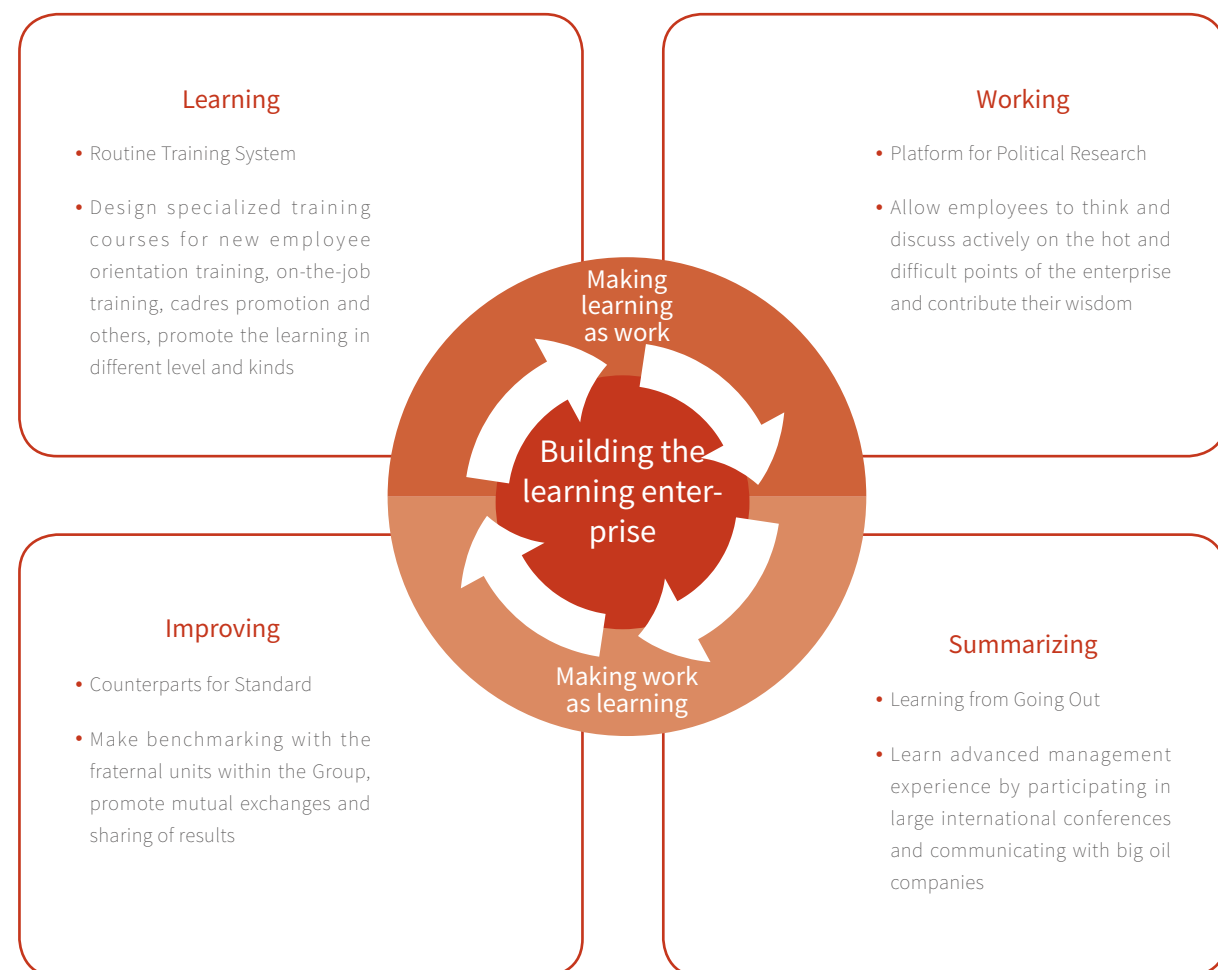 Learning
• Routine Training System
• Design specialized training
courses for new employee
orientation training, on-the-job
training, cadres promotion and
others, promote the learning in
different level and kinds
Working
• Platform for Political Research
• Allow employees to think and
discuss actively on the hot and
difficult points of the enterprise
and contribute their wisdom
Making
learning
as work
Building the
learning enter-
prise
Making work
as learning
Improving
• Counterparts for Standard
• Make benchmarking with the
fraternal units within the Group,
promote mutual exchanges and
sharing of results
Summarizing
• Learning from Going Out
• Learn advanced management
experience by participating in
large international conferences
and communicating with big oil
companies